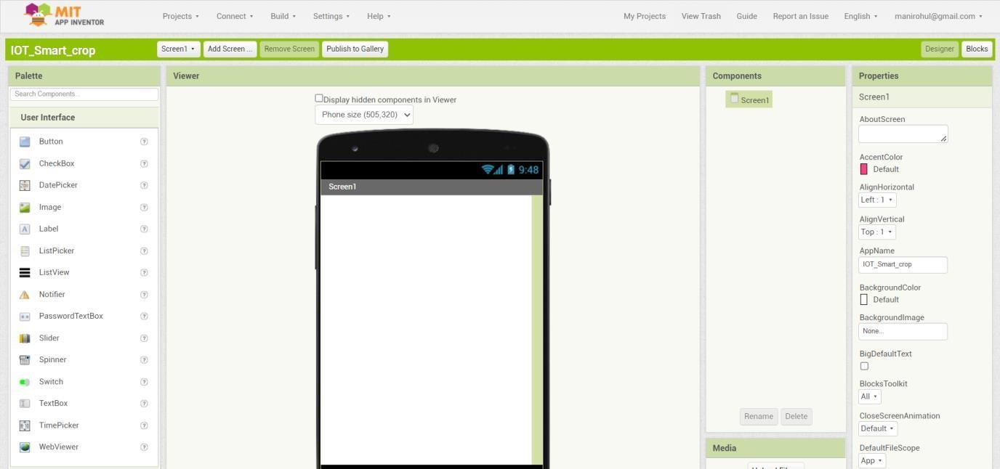 MIT
APP INVENTOR
Projects
Connect
Build
Settings
Help
My Projects
View Trash
Guide
Report an Issue
English
manirohul@gmail.com
IOT_Smart_crop
Screen1
Add Screen ...
Remove Screen
Publish to Gallery
Designer
Blocks
Palette
Search Components...
User Interface
Button
CheckBox
DatePicker
Image
Label
ListPicker
ListView
Notifier
PasswordTextBox
Slider
Spinner
Switch
TextBox
TimePicker
WebViewer
Viewer
Display hidden components in Viewer
Phone size (505,320)
9:48
Screen1
Components
Screen1
Rename
Delete
Media
Properties
Screen1
AboutScreen
AccentColor
Default
AlignHorizontal
Left : 1
AlignVertical
Top : 1
AppName
IOT_Smart_crop
BackgroundColor
Default
BackgroundImage
None...
BigDefaultText
BlocksToolkit
All
CloseScreenAnimation
Default
DefaultFileScope
App